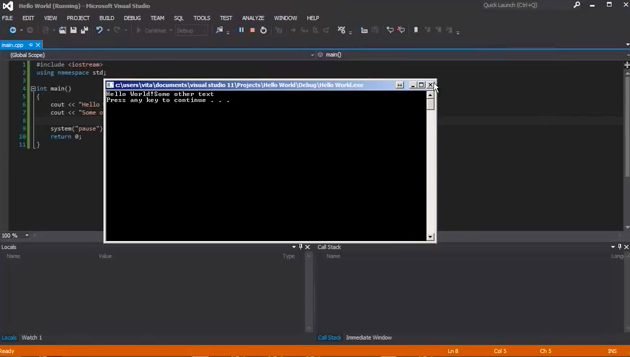 Hello World (Running) - Microsoft Visual Studio
Quick Launch (Ctrl+Q)
FILE EDIT VIEW PROJECT BUILD DEBUG TEAM SQL TOOLS TEST ANALYZE WINDOW HELP
Continue Debug
main.cpp
(Global Scope) main()
1 #include <iostream>
2 using namespace std;
3
4 int main()
5 {
6 cout << "Hello
7 cout << "Some o
8
9 system("pause")
10 return 0;
11 }
c:\users\vita\documents\visual studio 11\Projects\Hello World\Debug\Hello World.exe
Hello World!Some other text
Press any key to continue . . .
100 %
Locals Call Stack
Name Value Type Name Lang
Locals Watch 1 Call Stack Immediate Window
Ready Ln 8 Col 5 Ch 5 INS